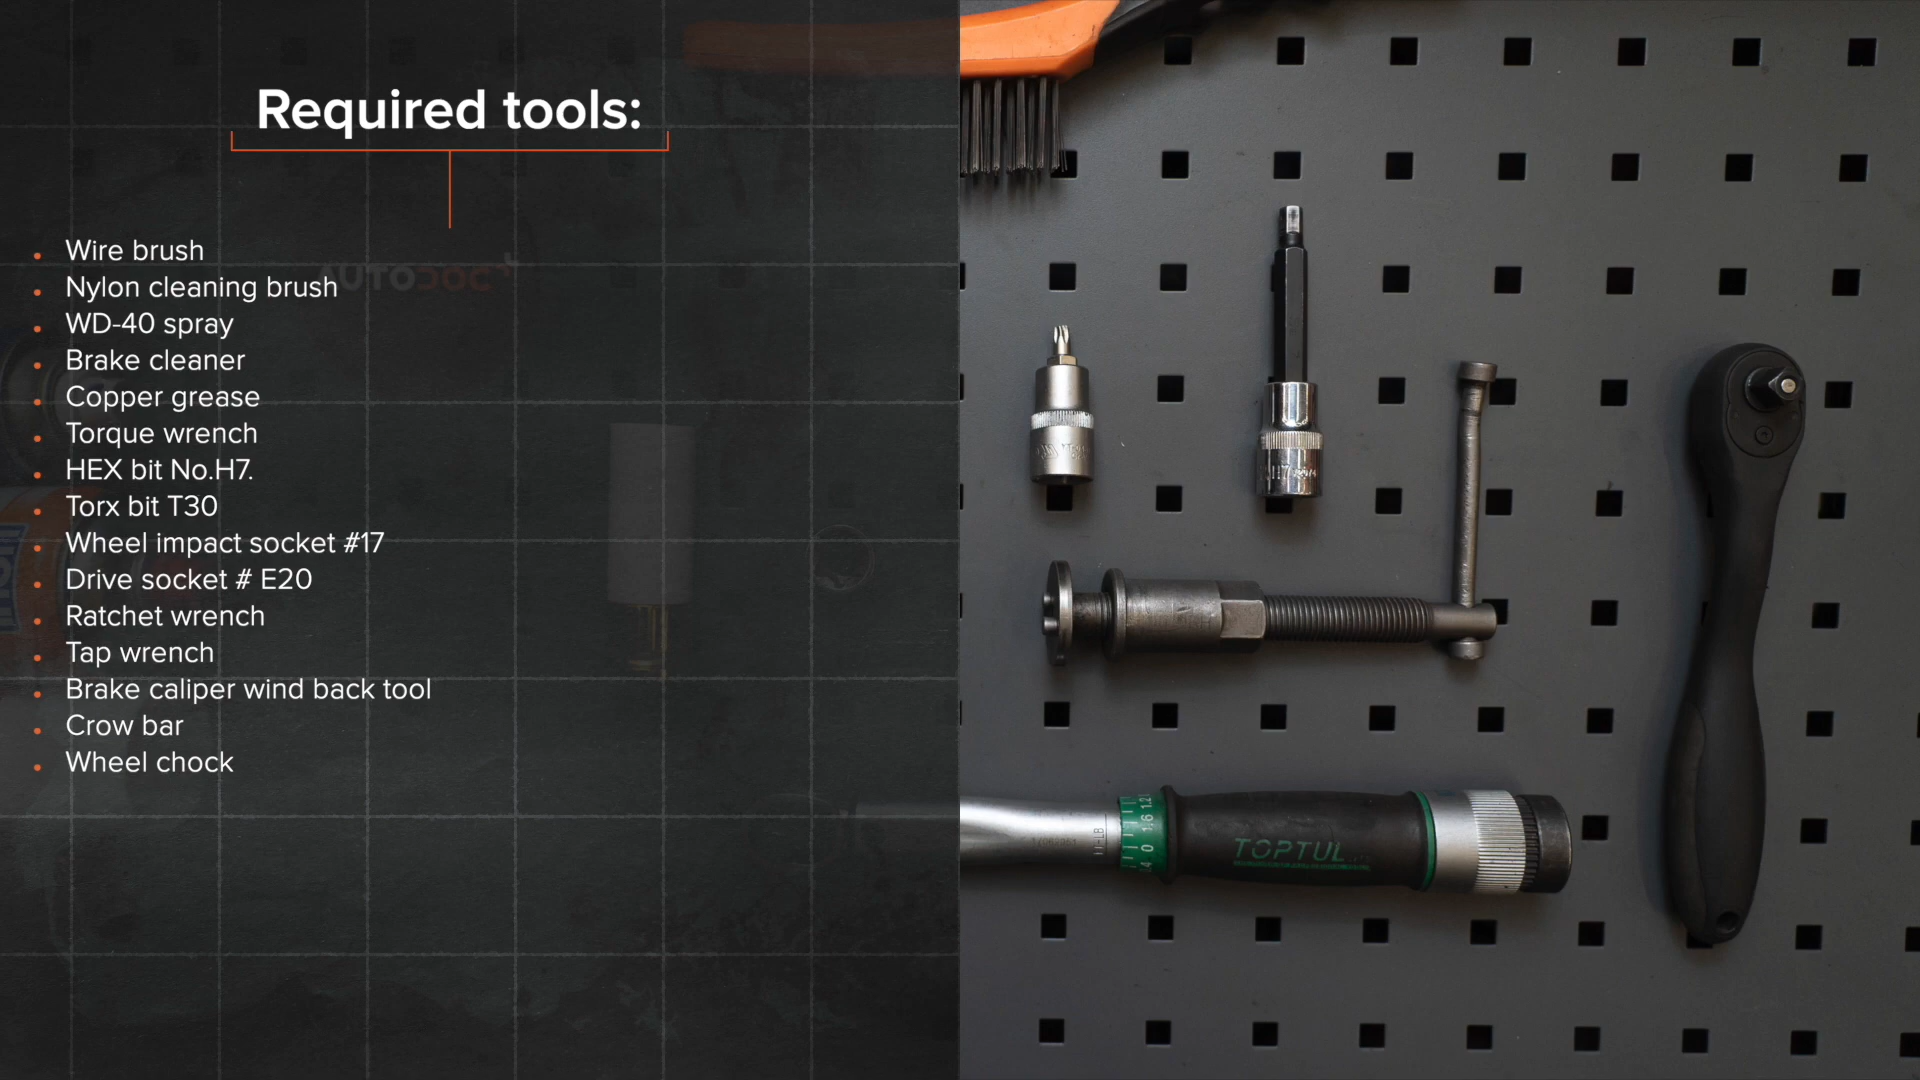 Required tools:
AUTODOC
Wire brush
Nylon cleaning brush
WD-40 spray
Brake cleaner
Copper grease
Torque wrench
HEX bit No.H7.
Torx bit T30
Wheel impact socket #17
Drive socket # E20
Ratchet wrench
Tap wrench
Brake caliper wind back tool
Crow bar
Wheel chock
H7
TOPTUL